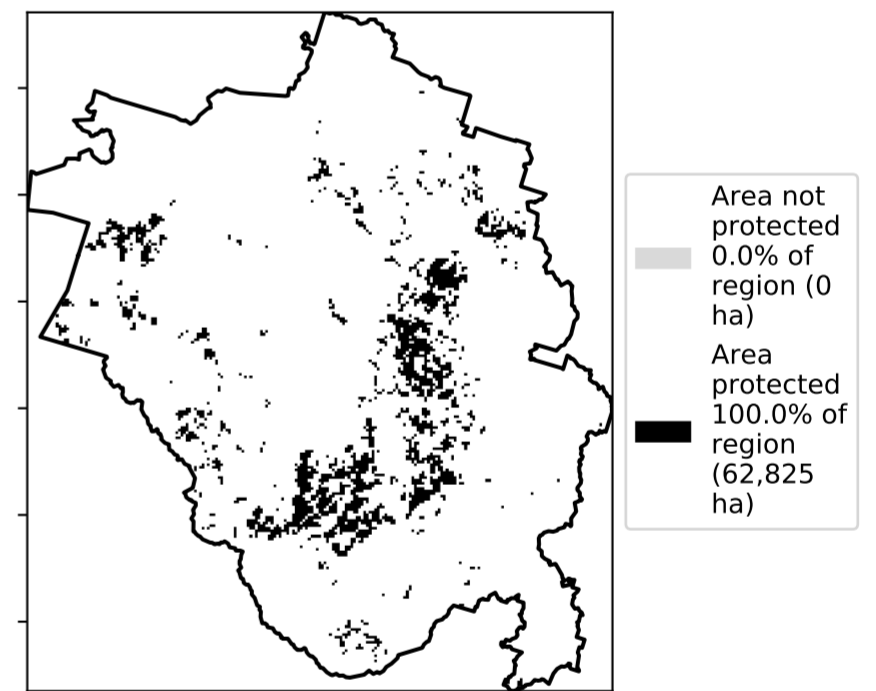 Area not
protected
0.0% of
region (0
ha)
Area
protected
100.0% of
region
(62,825
ha)